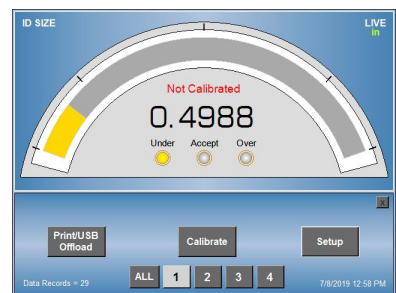 ID SIZE
LIVE
in
Not Calibrated
0.4988
Under Accept Over
X
Print/USB
Offload
Calibrate
Setup
Data Records = 29
ALL 1 2 3 4
7/8/2019 12:58 PM